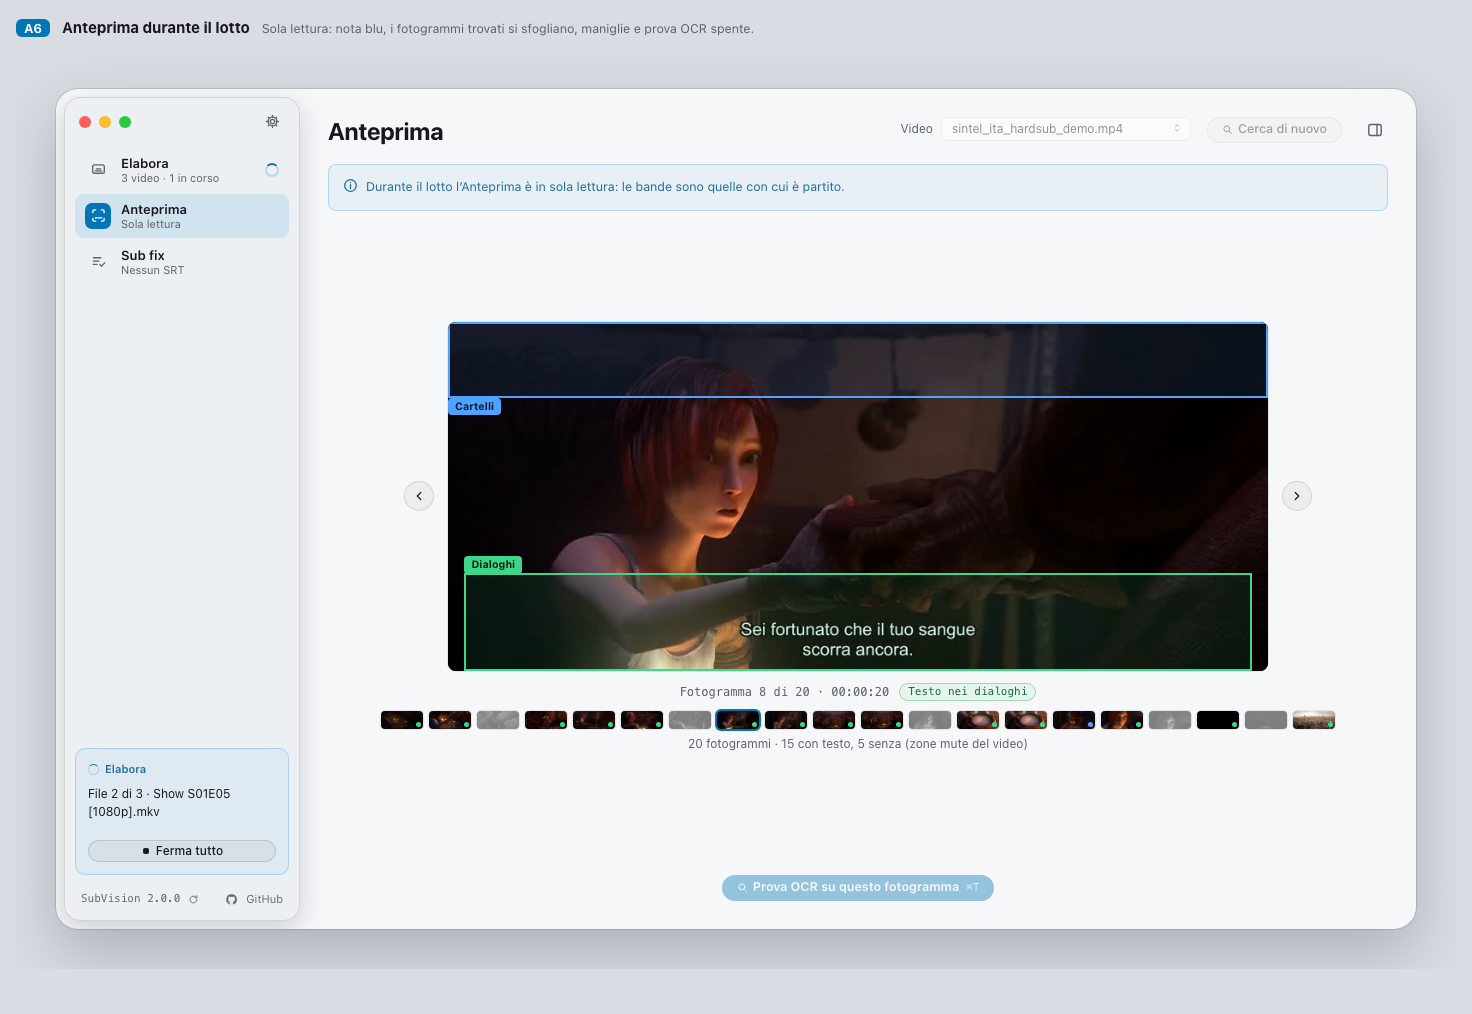 A6 Anteprima durante il lotto Sola lettura: nota blu, i fotogrammi trovati si sfogliano, maniglie e prova OCR spente.
Elabora
3 video · 1 in corso
Anteprima
Sola lettura
Sub fix
Nessun SRT
Elabora
File 2 di 3 · Show S01E05
[1080p].mkv
Ferma tutto
SubVision 2.0.0 GitHub
Anteprima
Video sintel_ita_hardsub_demo.mp4 Cerca di nuovo
Durante il lotto l'Anteprima è in sola lettura: le bande sono quelle con cui è partito.
Cartelli
Dialoghi
Sei fortunato che il tuo sangue
scorra ancora.
Fotogramma 8 di 20 · 00:00:20 Testo nei dialoghi
20 fotogrammi · 15 con testo, 5 senza (zone mute del video)
Prova OCR su questo fotogramma ⌘T